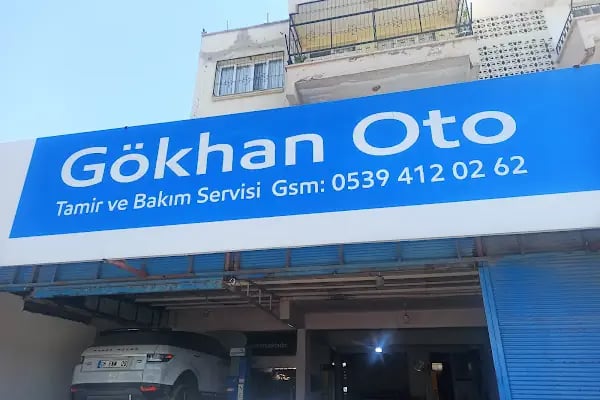 Gökhan Oto
Tamir ve Bakım Servisi Gsm: 0539 412 02 62